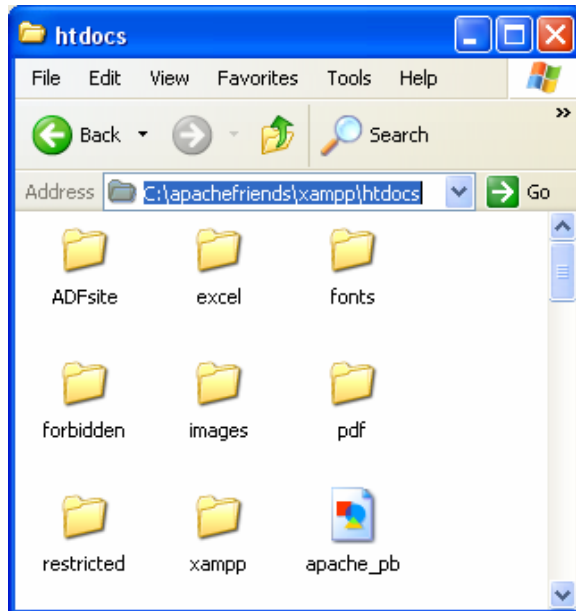 htdocs
File Edit View Favorites Tools Help
Back Search
Address C:\apachefriends\xampp\htdocs Go
ADFsite excel fonts
forbidden images pdf
restricted xampp apache_pb